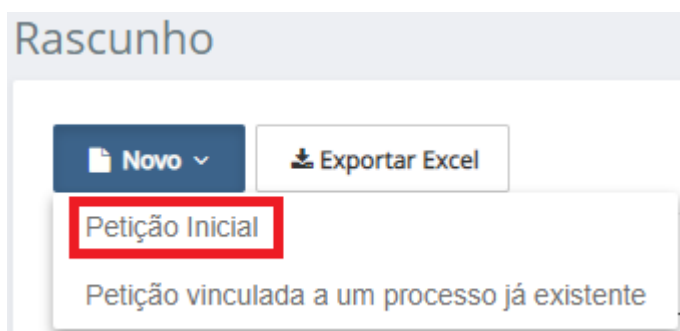 Rascunho
Novo Exportar Excel
Petição Inicial
Petição vinculada a um processo já existente